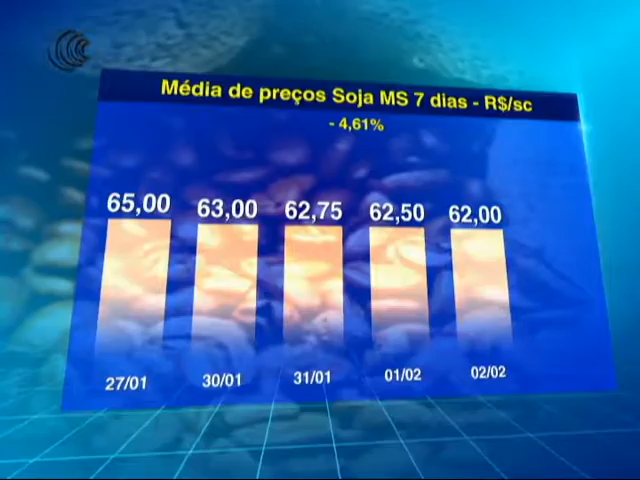 Média de preços Soja MS 7 dias - R$/sc
- 4,61%
65,00 63,00 62,75 62,50 62,00
27/01 30/01 31/01 01/02 02/02